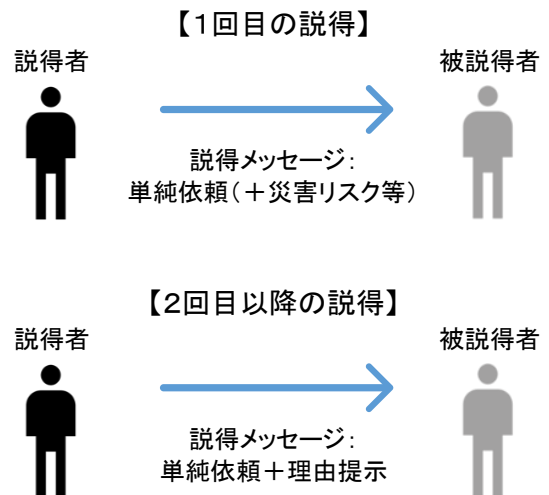 【1回目の説得】
説得者
被説得者
説得メッセージ：
単純依頼（＋災害リスク等）
【2回目以降の説得】
説得者
被説得者
説得メッセージ：
単純依頼＋理由提示